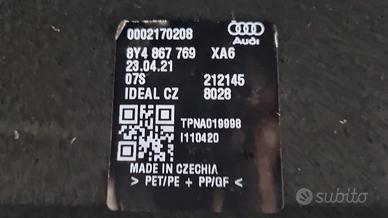 0002170208
Audi
8Y4 867 769 XA6
23.04.21
07S 212145
IDEAL CZ 8028
TPNA019998
I110420
MADE IN CZECHIA
> PET/PE + PP/GF <
subito